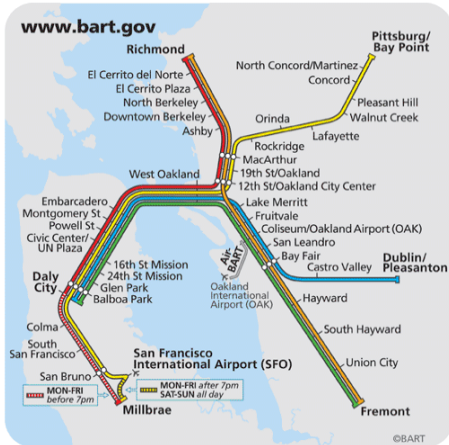 www.bart.gov
Richmond
Pittsburg/
Bay Point
El Cerrito del Norte
El Cerrito Plaza
North Berkeley
Downtown Berkeley
Ashby
North Concord/Martinez
Concord
Pleasant Hill
Walnut Creek
Lafayette
Orinda
Rockridge
MacArthur
19th St/Oakland
12th St/Oakland City Center
West Oakland
Lake Merritt
Fruitvale
Coliseum/Oakland Airport (OAK)
San Leandro
Bay Fair
Castro Valley
Dublin/
Pleasanton
Embarcadero
Montgomery St
Powell St
Civic Center/
UN Plaza
16th St Mission
24th St Mission
Glen Park
Balboa Park
Daly
City
Air-
BART
Oakland
International
Airport (OAK)
Hayward
South Hayward
Union City
Fremont
Colma
South
San Francisco
San Bruno
San Francisco
International Airport (SFO)
MON-FRI
before 7pm
MON-FRI after 7pm
SAT-SUN all day
Millbrae
©BART